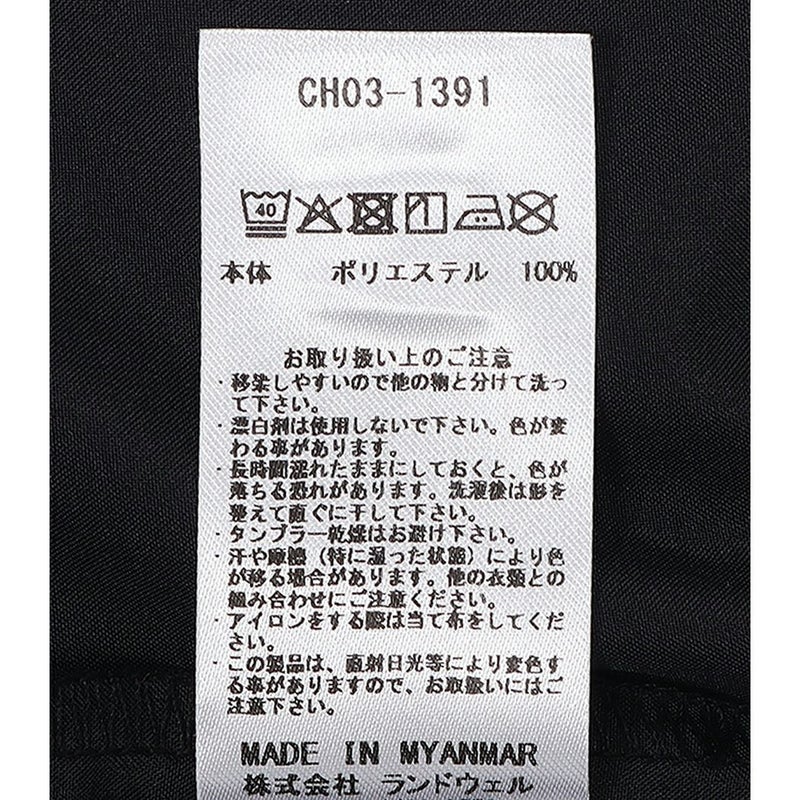 CH03-1391
40
本体 ポリエステル 100%
お取り扱い上のご注意
・移染しやすいので他の物と分けて洗っ
て下さい。
・漂白剤は使用しないで下さい。色が変
わる事があります。
・長時間濡れたままにしておくと、色が
落ちる恐れがあります。洗濯後は形を
整えて直ぐに干して下さい。
・タンブラー乾燥はお避け下さい。
・汗や摩擦（特に湿った状態）により色
が移る場合があります。他の衣類との
組み合わせにご注意ください。
・アイロンをする際は当て布をしてくだ
さい。
・この製品は、直射日光等により変色す
る事がありますので、お取扱いにはご
注意下さい。
MADE IN MYANMAR
株式会社 ランドウェル